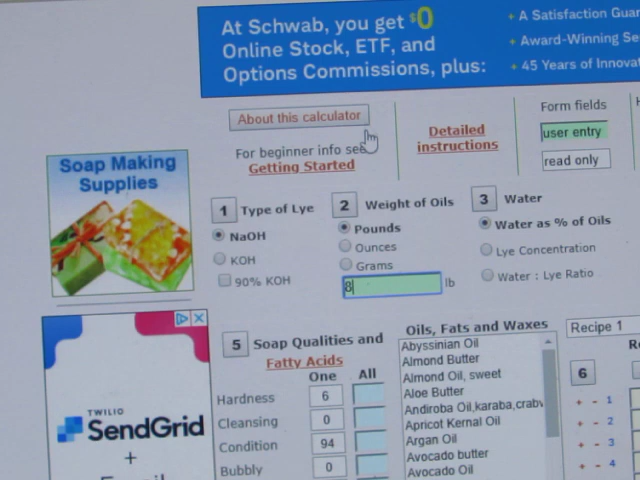 At Schwab, you get $0
Online Stock, ETF, and
Options Commissions, plus:
+ A Satisfaction Guar
+ Award-Winning Se
+ 45 Years of Innovat
About this calculator
For beginner info see
Getting Started
Detailed
instructions
Form fields
user entry
read only
Soap Making
Supplies
1 Type of Lye
NaOH
KOH
90% KOH
2 Weight of Oils
Pounds
Ounces
Grams
8 lb
3 Water
Water as % of Oils
Lye Concentration
Water : Lye Ratio
TWILIO
SendGrid
+
5 Soap Qualities and
Fatty Acids
One All
Hardness 6
Cleansing 0
Condition 94
Bubbly 0
Oils, Fats and Waxes
Abyssinian Oil
Almond Butter
Almond Oil, sweet
Aloe Butter
Andiroba Oil,karaba,crabw
Apricot Kernal Oil
Argan Oil
Avocado butter
Avocado Oil
Recipe 1
6
+ - 1
+ - 2
+ - 3
+ - 4